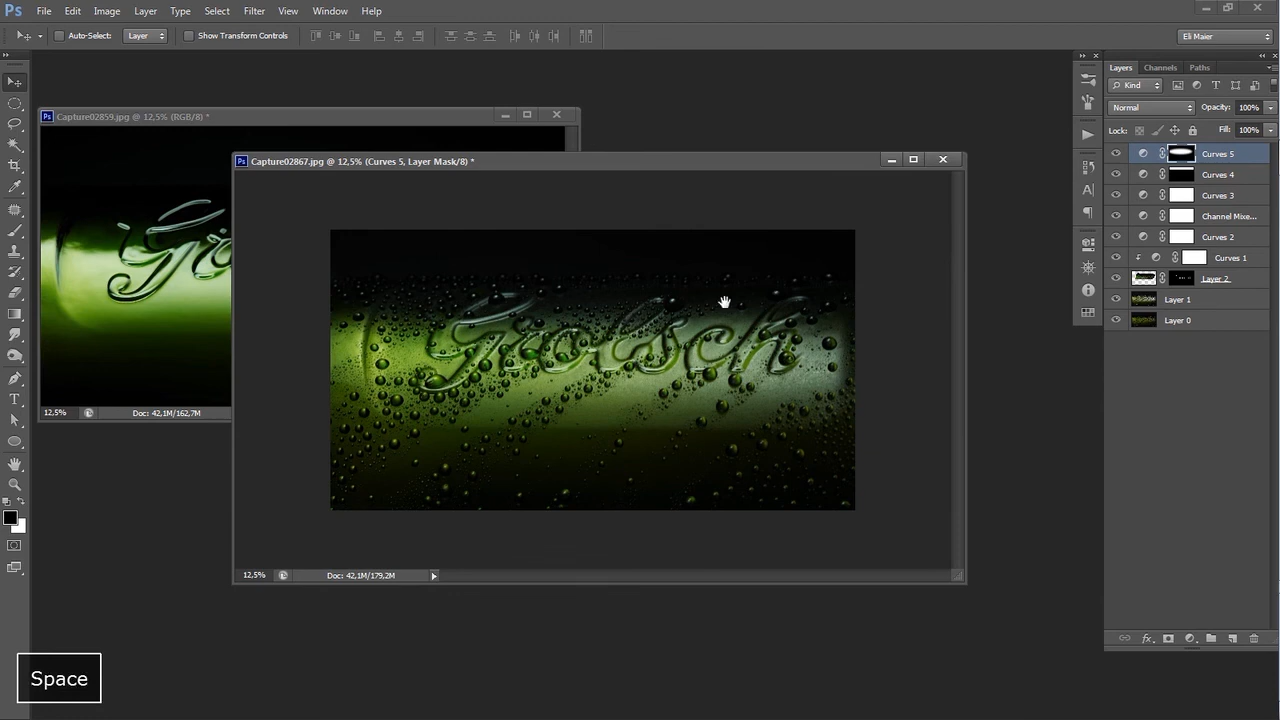 Ps File Edit Image Layer Type Select Filter View Window Help
Auto-Select: Layer Show Transform Controls Eli Maier
Layers Channels Paths
Kind
Normal Opacity: 100%
Lock: Fill: 100%
Curves 5
Curves 4
Curves 3
Channel Mixe...
Curves 2
Curves 1
Layer 2
Layer 1
Layer 0
Ps Capture02859.jpg @ 12,5% (RGB/8) *
Gro
12,5% Doc: 42,1M/162,7M
Ps Capture02867.jpg @ 12,5% (Curves 5, Layer Mask/8) *
Grolsch
12,5% Doc: 42,1M/179,2M
Space